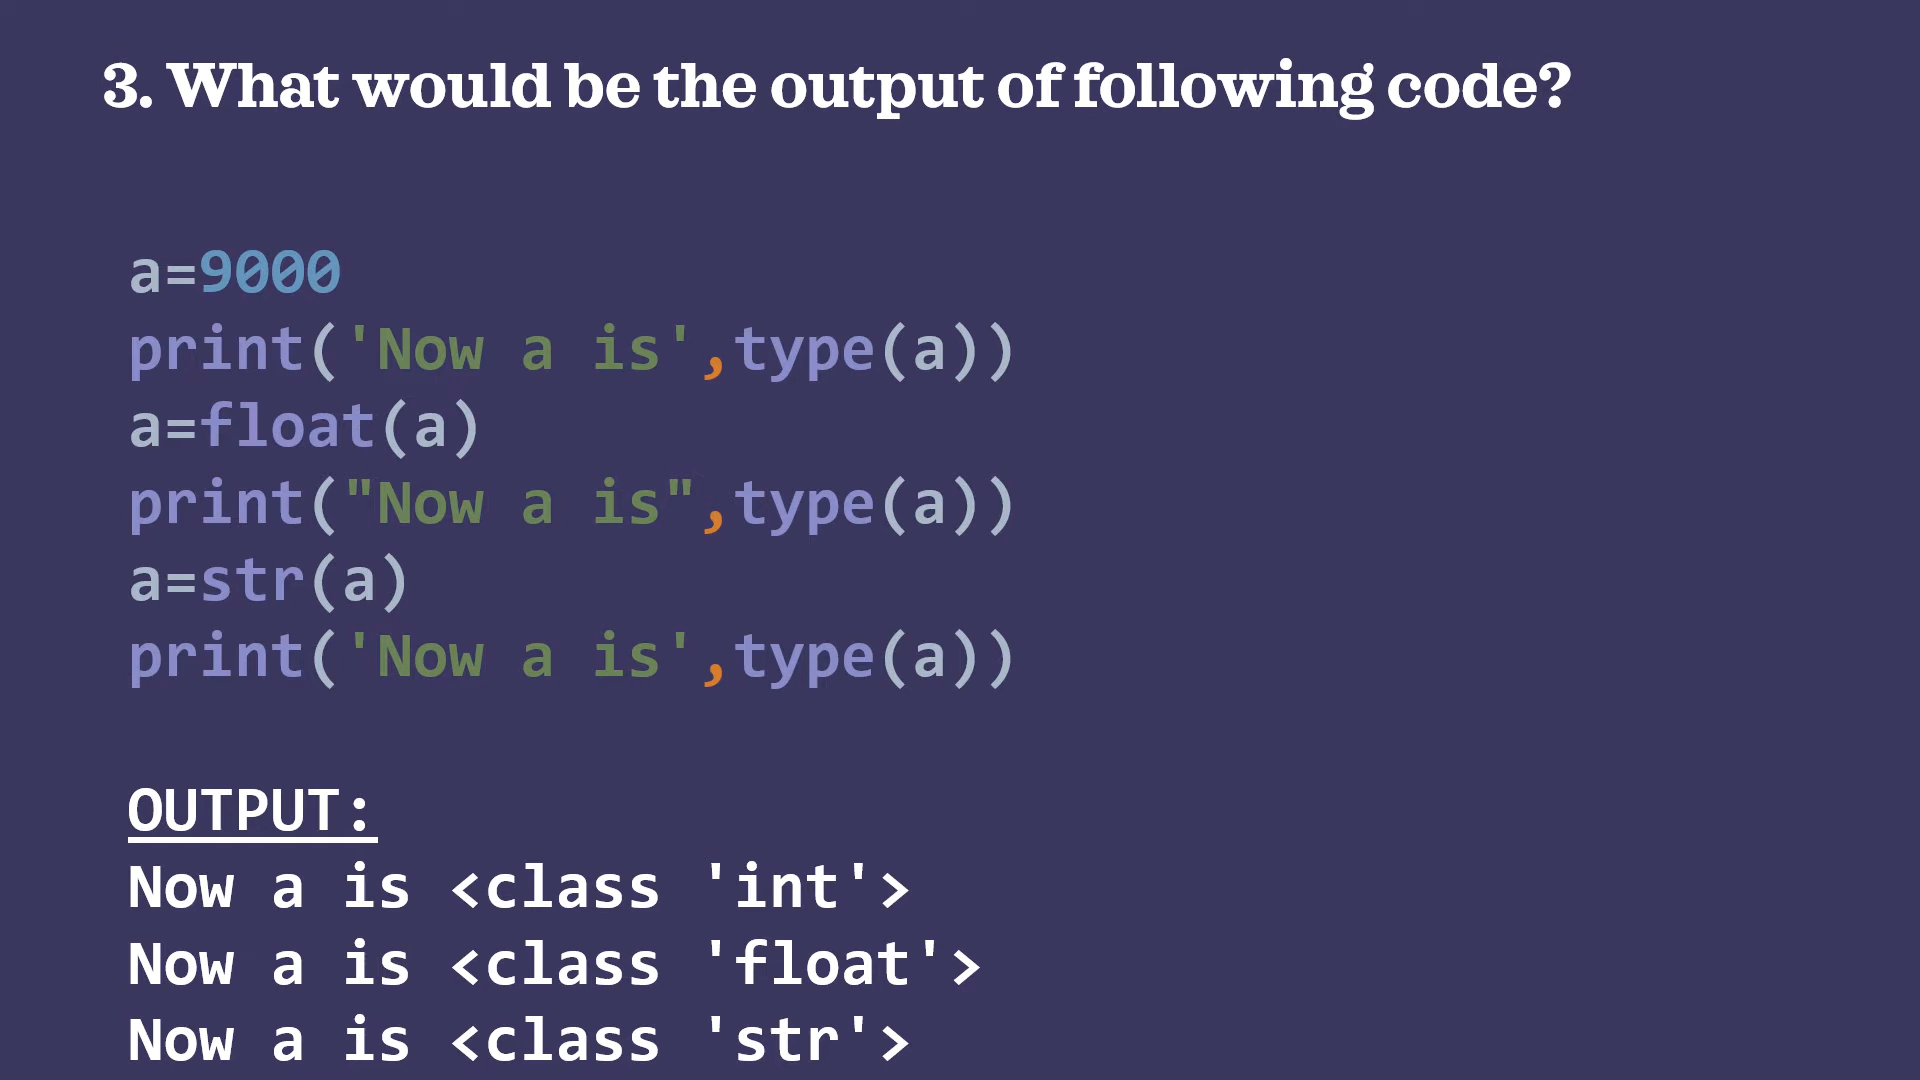 3. What would be the output of following code?
a=9000
print('Now a is',type(a))
a=float(a)
print("Now a is",type(a))
a=str(a)
print('Now a is',type(a))
OUTPUT:
Now a is <class 'int'>
Now a is <class 'float'>
Now a is <class 'str'>